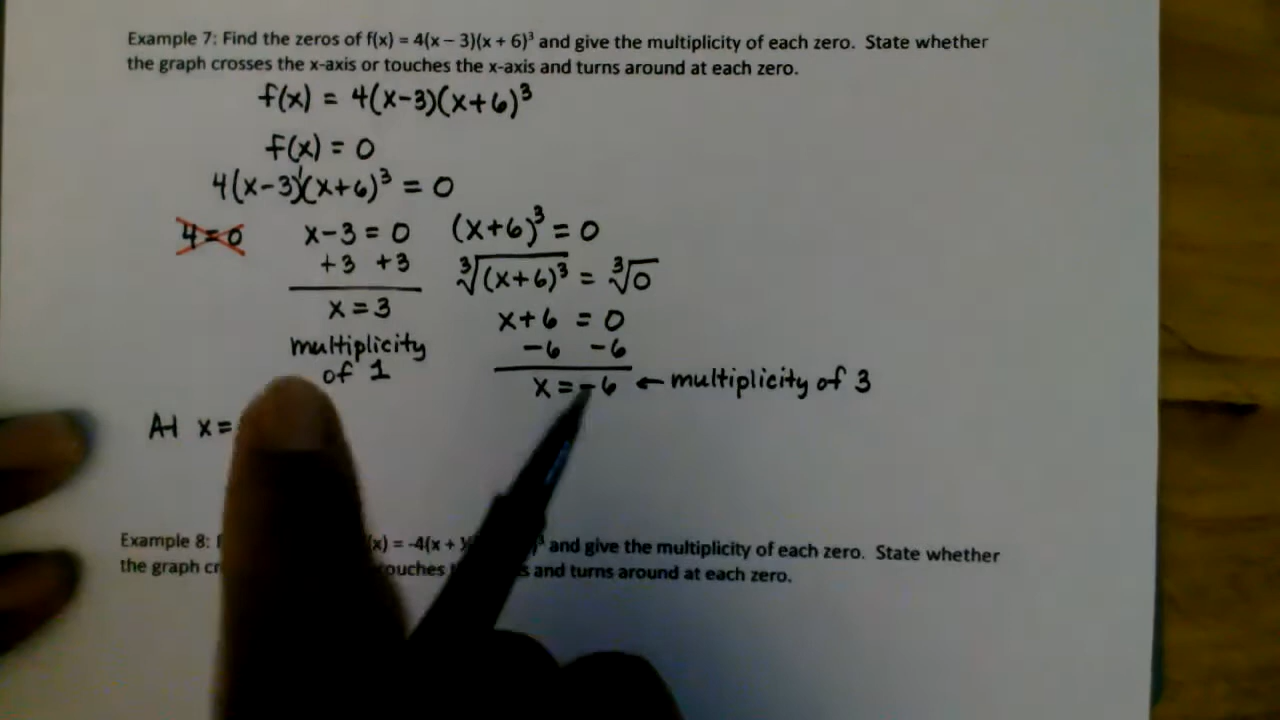 Example 7: Find the zeros of f(x) = 4(x – 3)(x + 6)³ and give the multiplicity of each zero. State whether
the graph crosses the x-axis or touches the x-axis and turns around at each zero.
f(x) = 4(x-3)(x+6)³
f(x) = 0
4(x-3)¹(x+6)³ = 0
4=0 x-3 = 0 (x+6)³ = 0
+3 +3 ∛(x+6)³ = ∛0
x = 3 x+6 = 0
multiplicity -6 -6
of 1 x = -6 ← multiplicity of 3
At x =
Example 8: (x) = -4(x + and give the multiplicity of each zero. State whether
the graph and turns around at each zero.